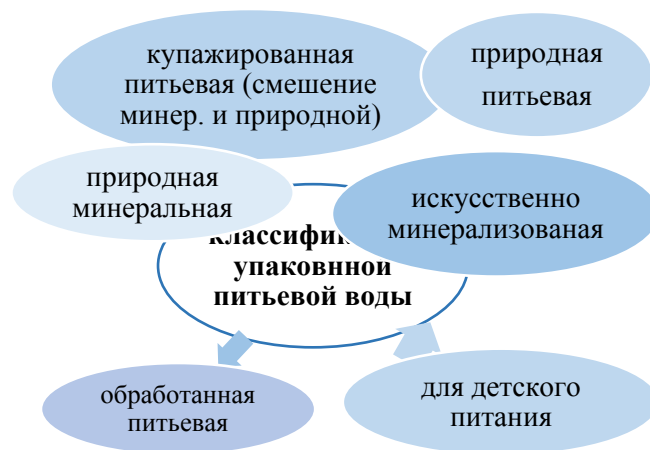 купажированная
питьевая (смешение
минер. и природной)
природная
питьевая
природная
минеральная
искусственно
минерализованая
упаковнной
питьевой воды
обработанная
питьевая
для детского
питания